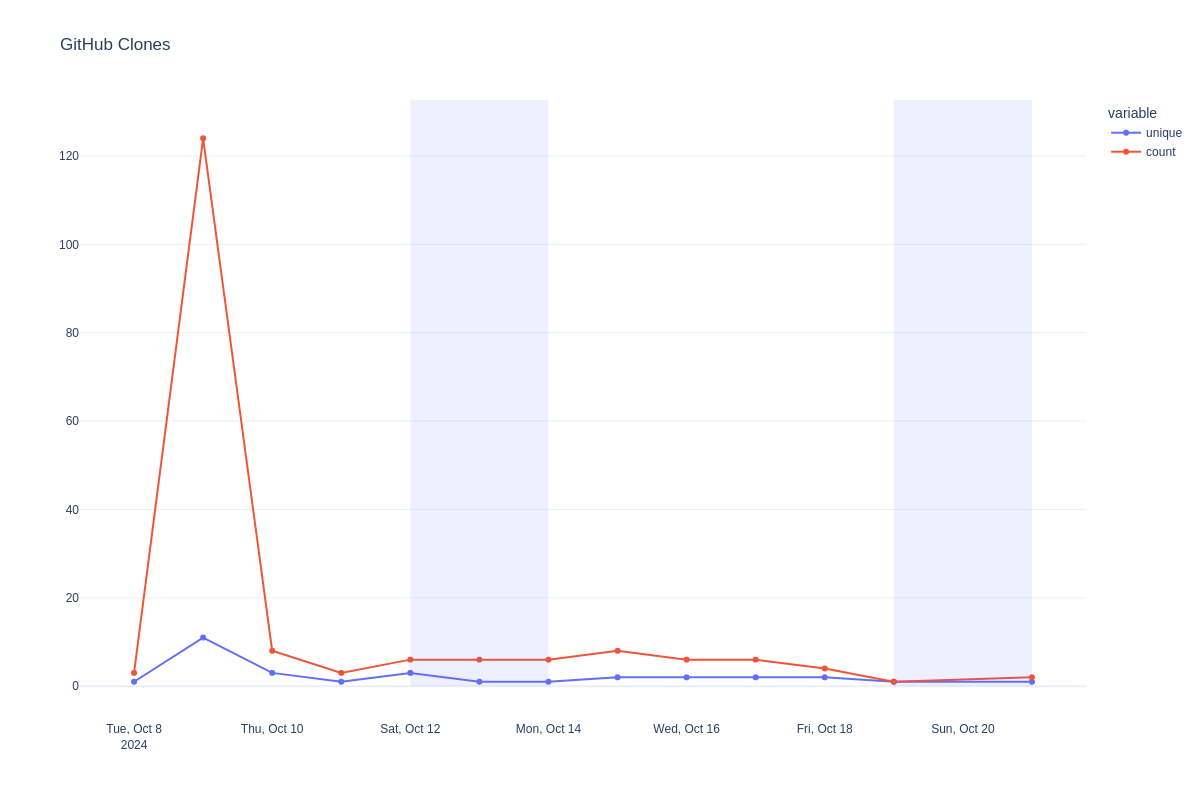 GitHub Clones
variable
unique
count
120
100
80
60
40
20
0
Tue, Oct 8
2024
Thu, Oct 10
Sat, Oct 12
Mon, Oct 14
Wed, Oct 16
Fri, Oct 18
Sun, Oct 20